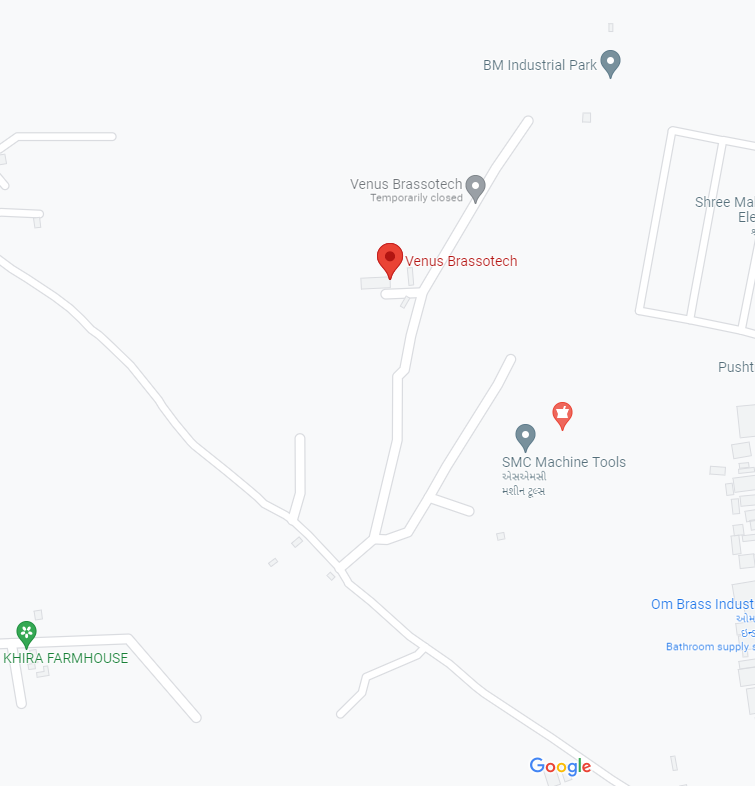 BM Industrial Park
Venus Brassotech
Temporarily closed
Shree Ma
Ele
Venus Brassotech
Pusht
SMC Machine Tools
એસએમસી
મશીન ટૂલ્સ
Om Brass Indust
ઓમ
ઇન્ડ
Bathroom supply s
KHIRA FARMHOUSE
Google